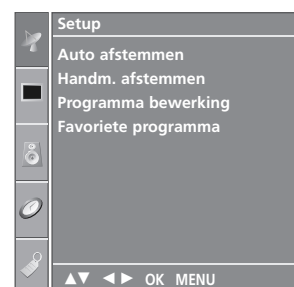 Setup
Auto afstemmen
Handm. afstemmen
Programma bewerking
Favoriete programma
▲▼ ◄► OK MENU